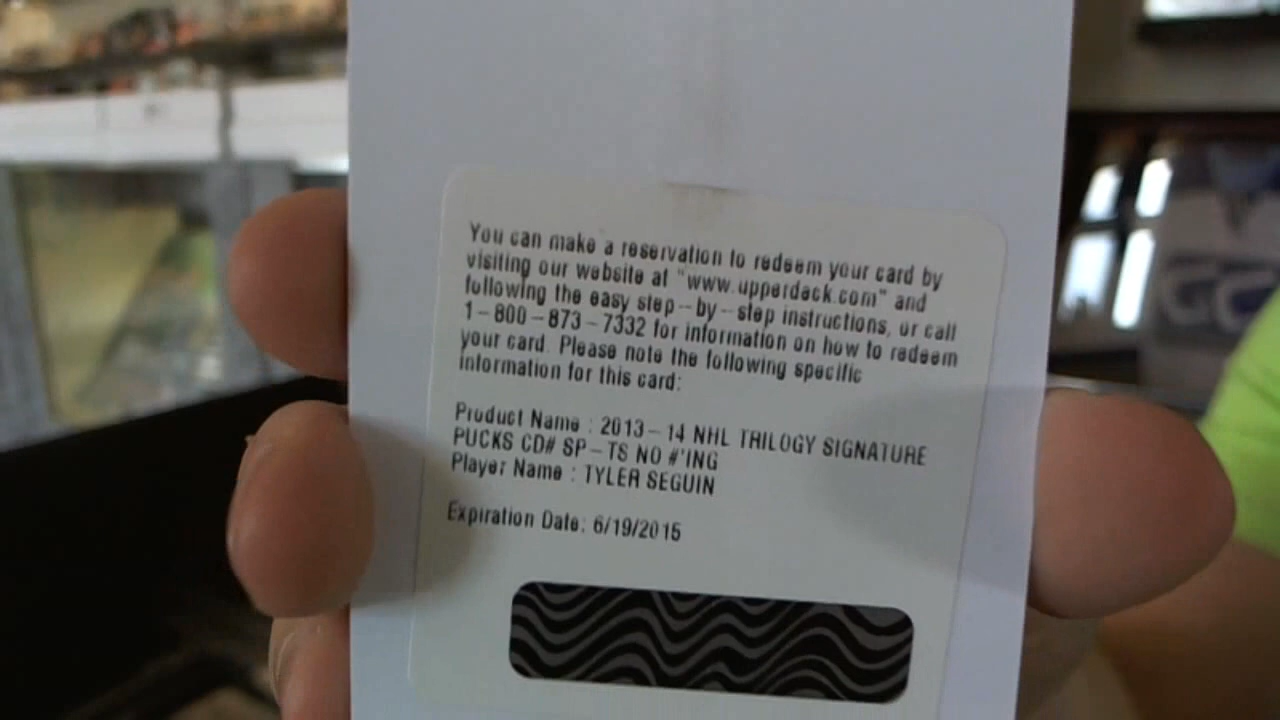 You can make a reservation to redeem your card by
visiting our website at "www.upperdeck.com" and
following the easy step-by-step instructions, or call
1-800-873-7332 for information on how to redeem
your card. Please note the following specific
information for this card:
Product Name : 2013-14 NHL TRILOGY SIGNATURE
PUCKS CD# SP-TS NO #'ING
Player Name : TYLER SEGUIN
Expiration Date: 6/19/2015